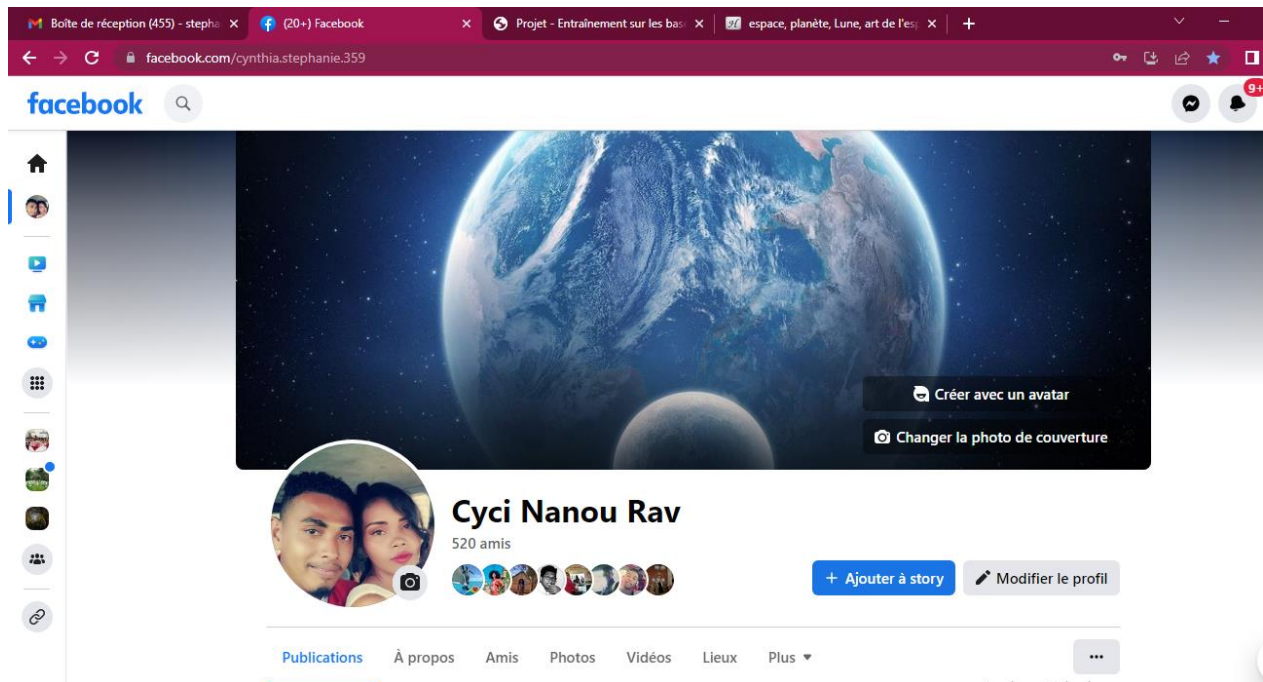 Boîte de réception (455) - stepha
(20+) Facebook
Projet - Entraînement sur les bas
espace, planète, Lune, art de l'es
facebook.com/cynthia.stephanie.359
facebook
9+
Créer avec un avatar
Changer la photo de couverture
Cyci Nanou Rav
520 amis
+ Ajouter à story
Modifier le profil
Publications À propos Amis Photos Vidéos Lieux Plus